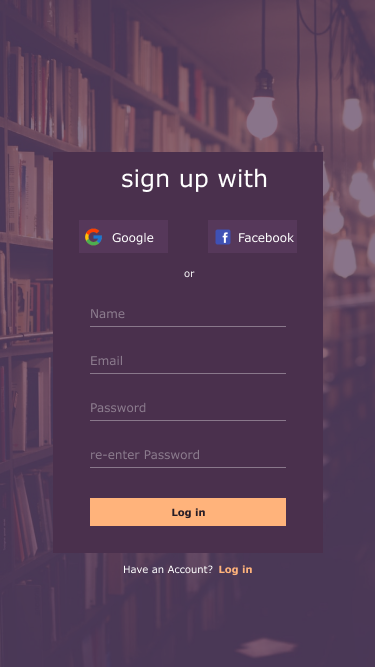 sign up with
Google
Facebook
or
Name
Email
Password
re-enter Password
Log in
Have an Account? Log in